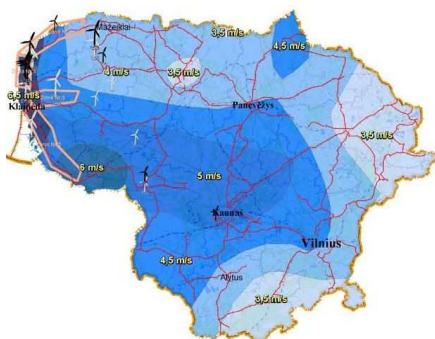 3,5 m/s
Mažeikiai
4,5 m/s
4 m/s
3,5 m/s
6,5 m/s
Klaipėda
Panevėžys
3,5 m/s
6 m/s
5 m/s
Kaunas
Vilnius
4,5 m/s
Alytus
3,5 m/s